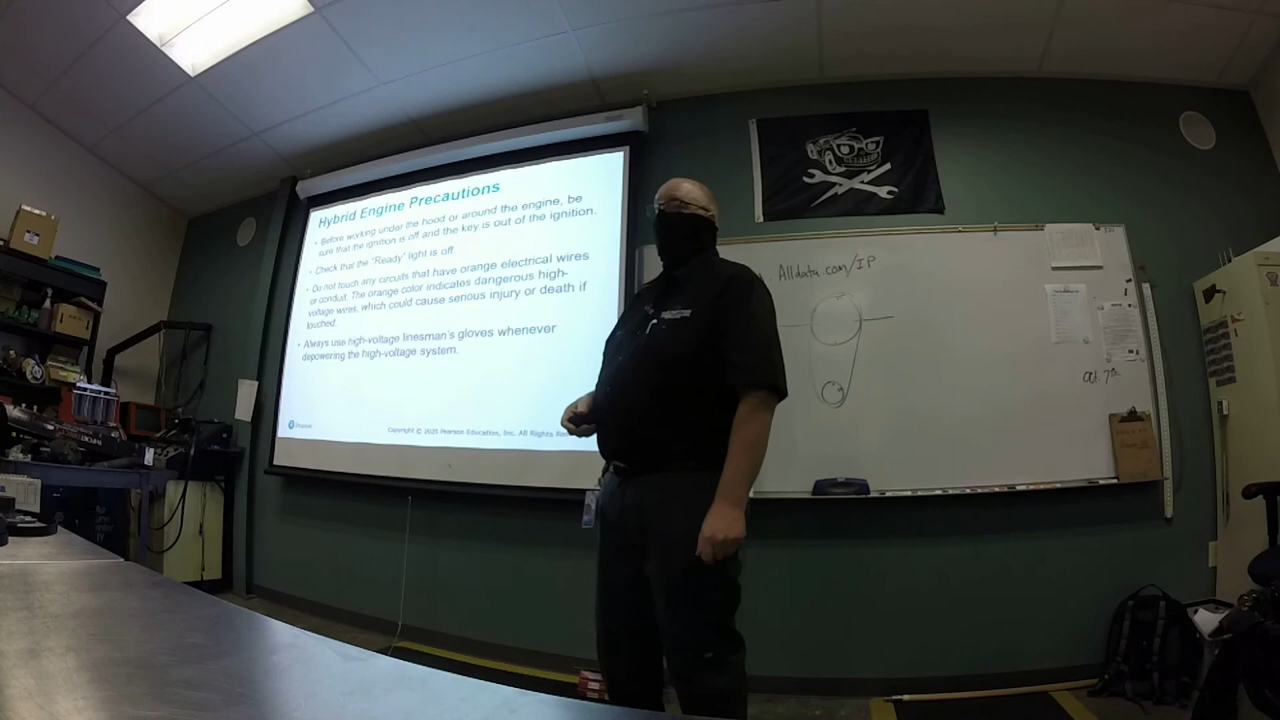 Hybrid Engine Precautions
• Before working under the hood or around the engine, be
sure that the ignition is off and the key is out of the ignition.
• Check that the "Ready" light is off
• Do not touch any circuits that have orange electrical wires
or conduit. The orange color indicates dangerous high-
voltage wires, which could cause serious injury or death if
touched.
• Always use high-voltage linesman's gloves whenever
depowering the high-voltage system.
Pearson
Copyright © 2020 Pearson Education, Inc. All Rights
Alldata.com/IP
Oct. 7th